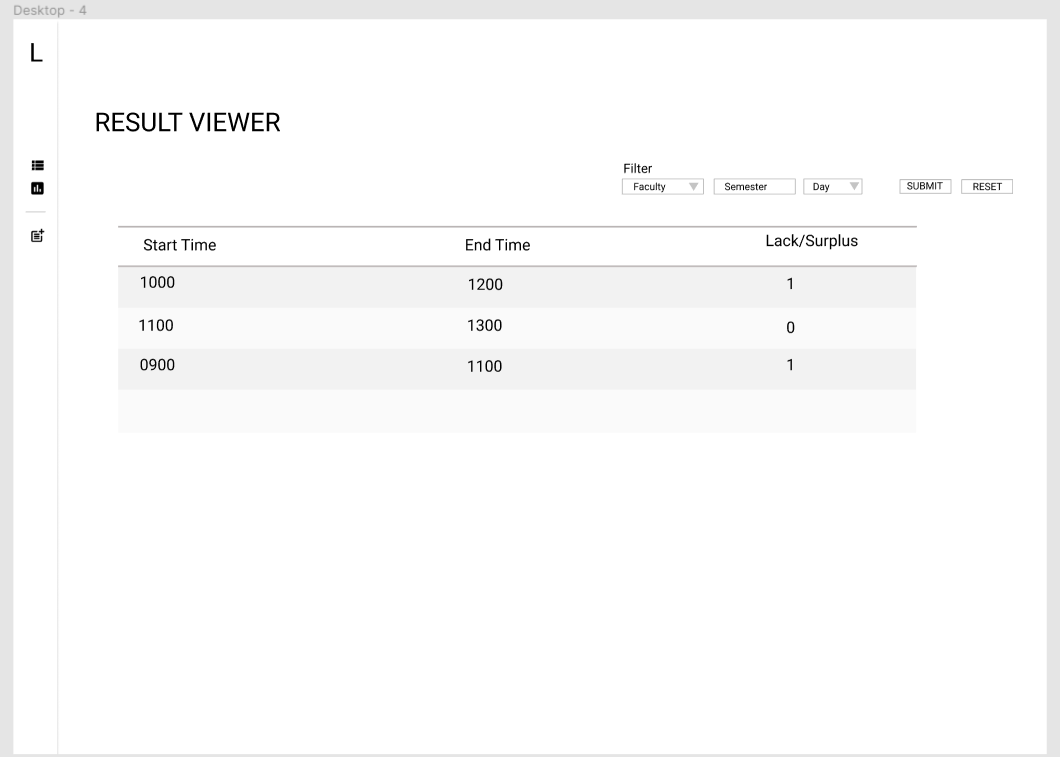 Desktop - 4
L
RESULT VIEWER
Filter
Faculty Semester Day SUBMIT RESET
Start Time End Time Lack/Surplus
1000 1200 1
1100 1300 0
0900 1100 1